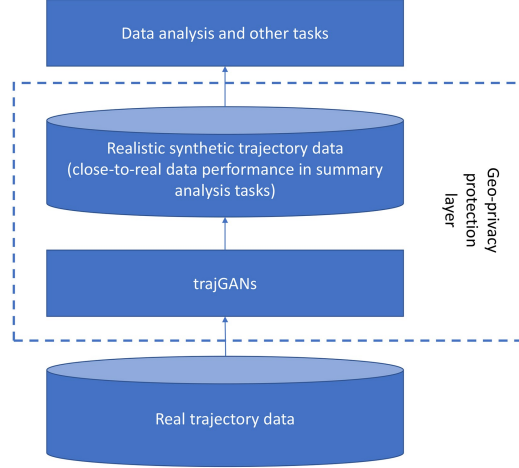 Data analysis and other tasks
Realistic synthetic trajectory data
(close-to-real data performance in summary
analysis tasks)
Geo-privacy
protection
layer
trajGANs
Real trajectory data